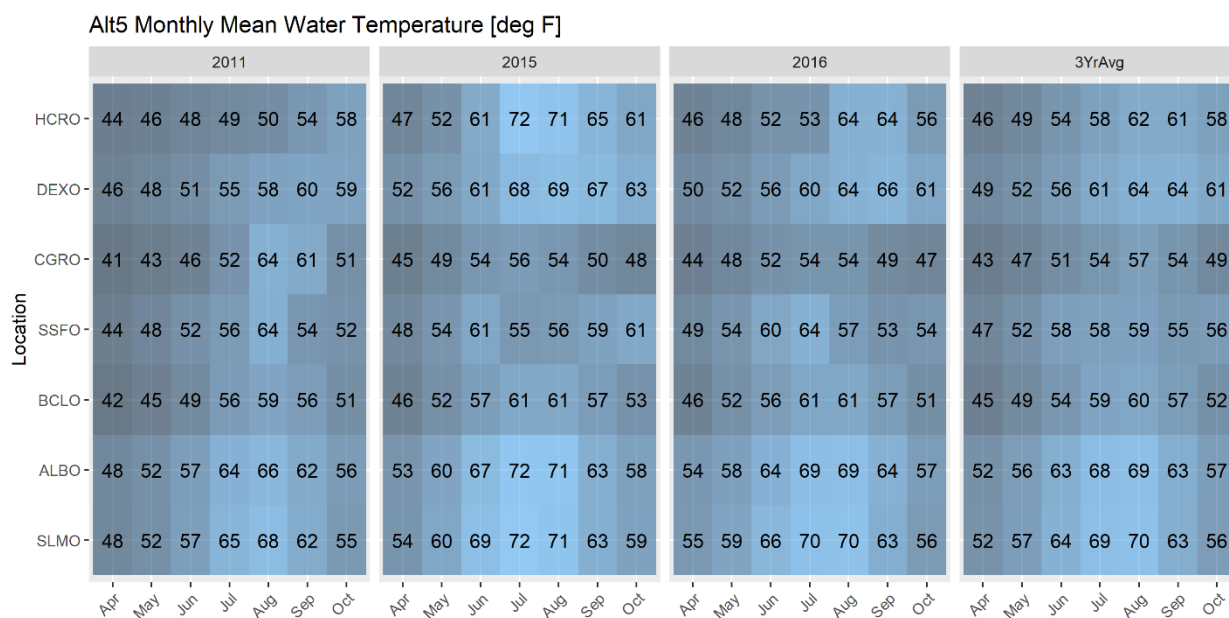 Alt5 Monthly Mean Water Temperature [deg F]
2011 2015 2016 3YrAvg
HCRO 44 46 48 49 50 54 58 47 52 61 72 71 65 61 46 48 52 53 64 64 56 46 49 54 58 62 61 58
DEXO 46 48 51 55 58 60 59 52 56 61 68 69 67 63 50 52 56 60 64 66 61 49 52 56 61 64 64 61
CGRO 41 43 46 52 64 61 51 45 49 54 56 54 50 48 44 48 52 54 54 49 47 43 47 51 54 57 54 49
SSFO 44 48 52 56 64 54 52 48 54 61 55 56 59 61 49 54 60 64 57 53 54 47 52 58 58 59 55 56
BCLO 42 45 49 56 59 56 51 46 52 57 61 61 57 53 46 52 56 61 61 57 51 45 49 54 59 60 57 52
ALBO 48 52 57 64 66 62 56 53 60 67 72 71 63 58 54 58 64 69 69 64 57 52 56 63 68 69 63 57
SLMO 48 52 57 65 68 62 55 54 60 69 72 71 63 59 55 59 66 70 70 63 56 52 57 64 69 70 63 56
Apr May Jun Jul Aug Sep Oct Apr May Jun Jul Aug Sep Oct Apr May Jun Jul Aug Sep Oct Apr May Jun Jul Aug Sep Oct
Location